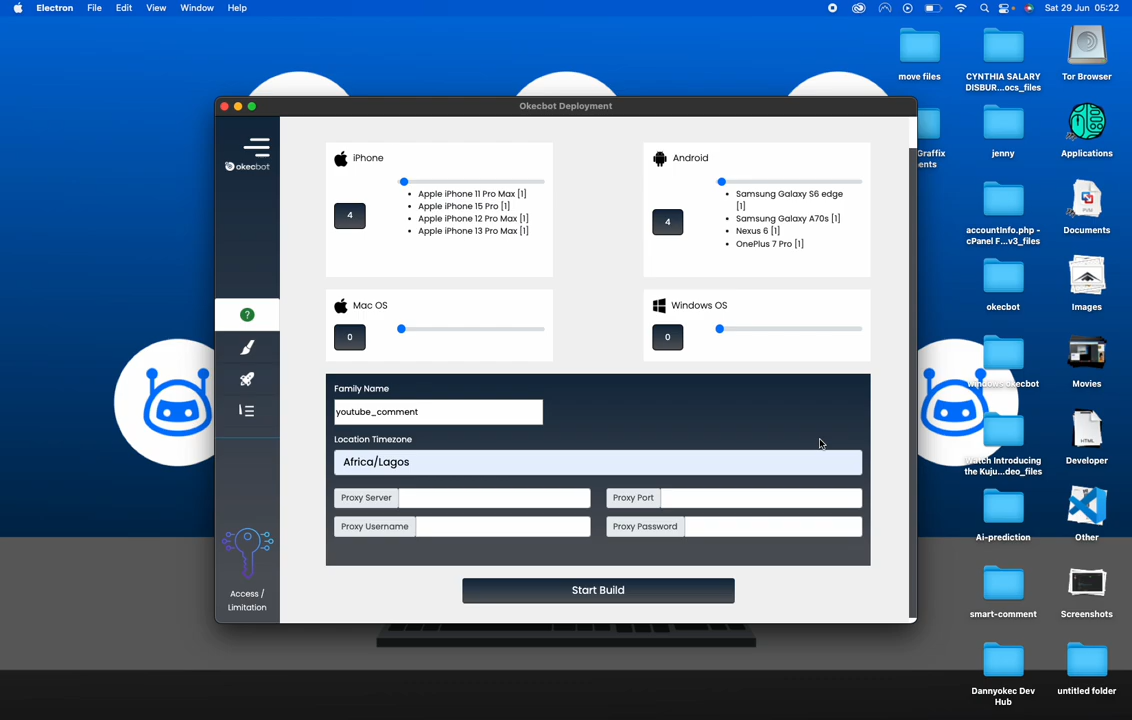 Electron File Edit View Window Help
Sat 29 Jun 05:22
move files
CYNTHIA SALARY
DISBUR...ocs_files
Tor Browser
Graffix
ents
jenny
Applications
accountInfo.php -
cPanel F...v3_files
Documents
okecbot
Images
windows okecbot
Movies
Watch Introducing
the Kuju...deo_files
HTML
Developer
Ai-prediction
Other
smart-comment
Screenshots
Dannyokec Dev
Hub
untitled folder
Okecbot Deployment
okecbot
Access /
Limitation
iPhone
4
• Apple iPhone 11 Pro Max [1]
• Apple iPhone 15 Pro [1]
• Apple iPhone 12 Pro Max [1]
• Apple iPhone 13 Pro Max [1]
Android
4
• Samsung Galaxy S6 edge
[1]
• Samsung Galaxy A70s [1]
• Nexus 6 [1]
• OnePlus 7 Pro [1]
Mac OS
0
Windows OS
0
Family Name
youtube_comment
Location Timezone
Africa/Lagos
Proxy Server
Proxy Port
Proxy Username
Proxy Password
Start Build